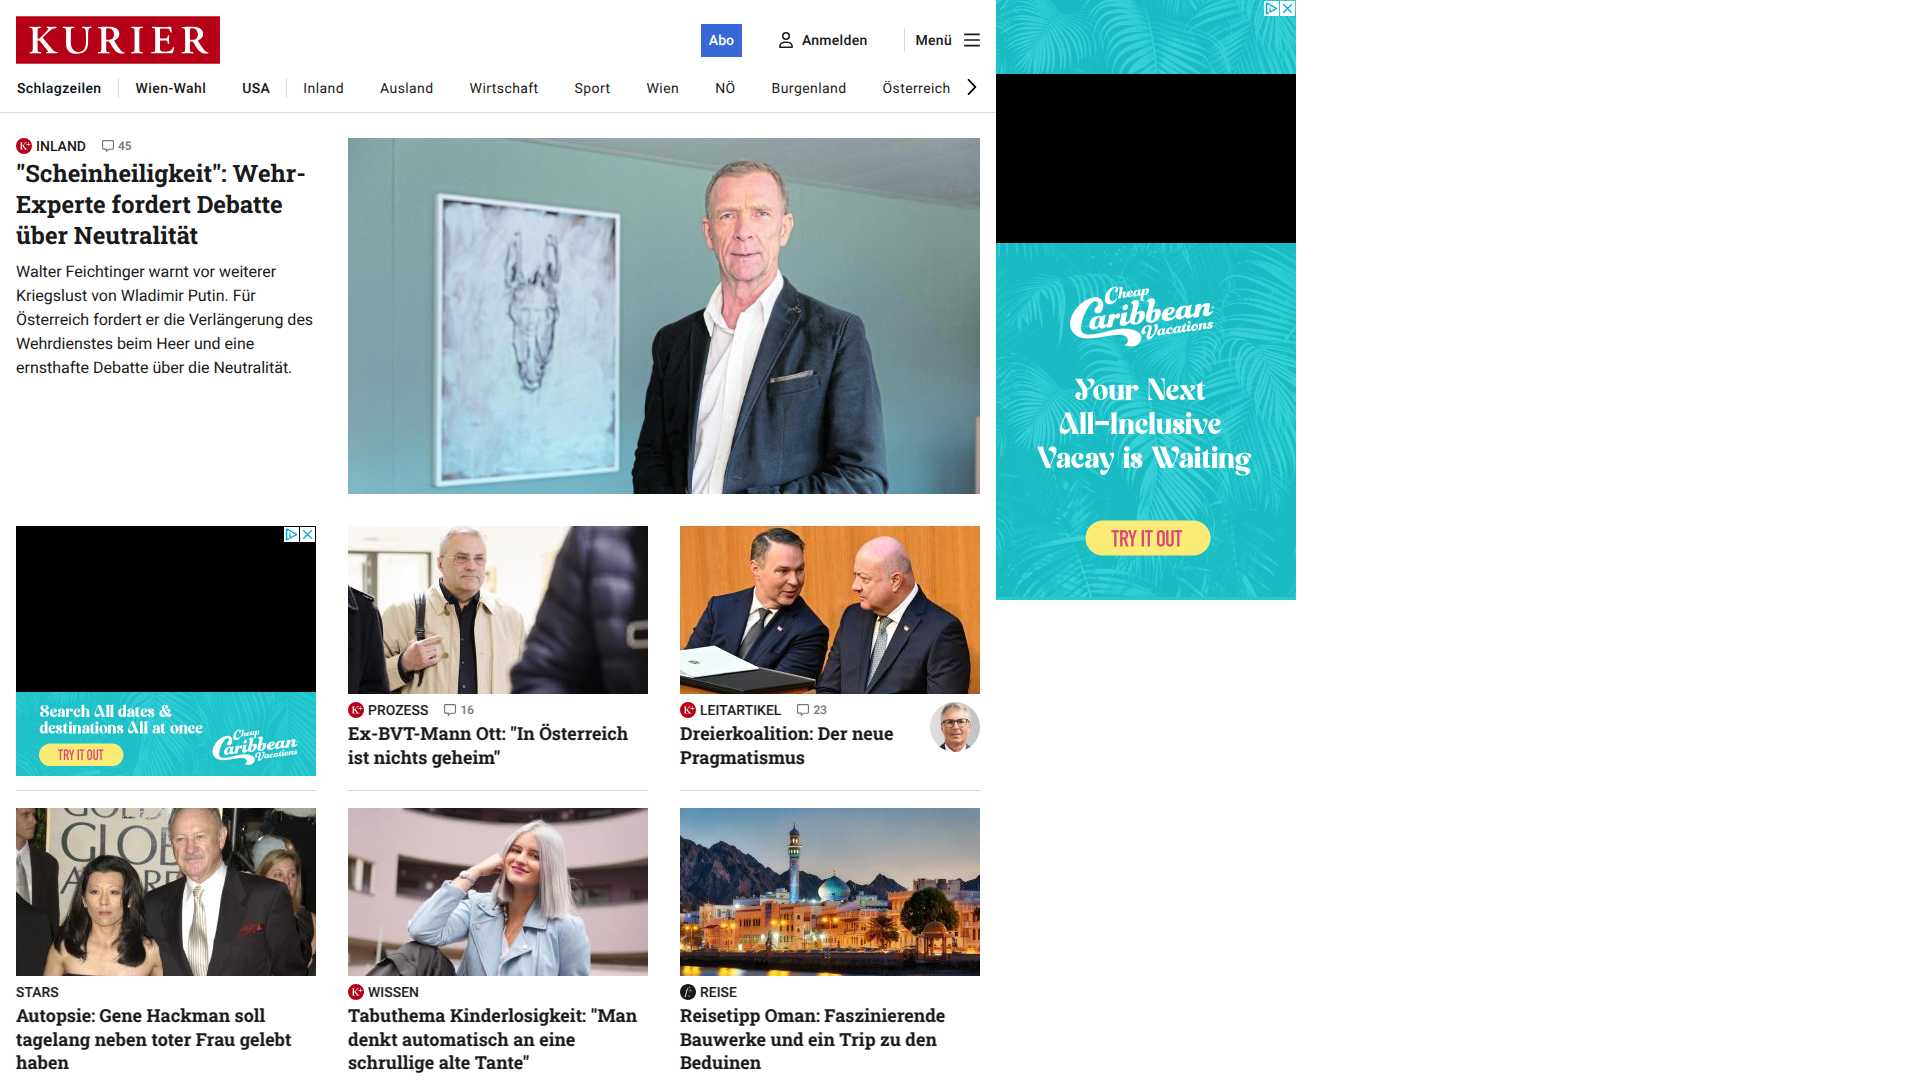 KURIER
Abo
Anmelden
Menü
Schlagzeilen
Wien-Wahl
USA
Inland
Ausland
Wirtschaft
Sport
Wien
NÖ
Burgenland
Österreich
K+ INLAND 45
"Scheinheiligkeit": Wehr-
Experte fordert Debatte
über Neutralität
Walter Feichtinger warnt vor weiterer
Kriegslust von Wladimir Putin. Für
Österreich fordert er die Verlängerung des
Wehrdienstes beim Heer und eine
ernsthafte Debatte über die Neutralität.
Cheap
Caribbean
Vacations
Your Next
All-Inclusive
Vacay is Waiting
TRY IT OUT
Search All dates &
destinations All at once
TRY IT OUT
Cheap
Caribbean
Vacations
K+ PROZESS 16
Ex-BVT-Mann Ott: "In Österreich
ist nichts geheim"
K+ LEITARTIKEL 23
Dreierkoalition: Der neue
Pragmatismus
GOLD
GLOB
STARS
Autopsie: Gene Hackman soll
tagelang neben toter Frau gelebt
haben
K+ WISSEN
Tabuthema Kinderlosigkeit: "Man
denkt automatisch an eine
schrullige alte Tante"
REISE
Reisetipp Oman: Faszinierende
Bauwerke und ein Trip zu den
Beduinen